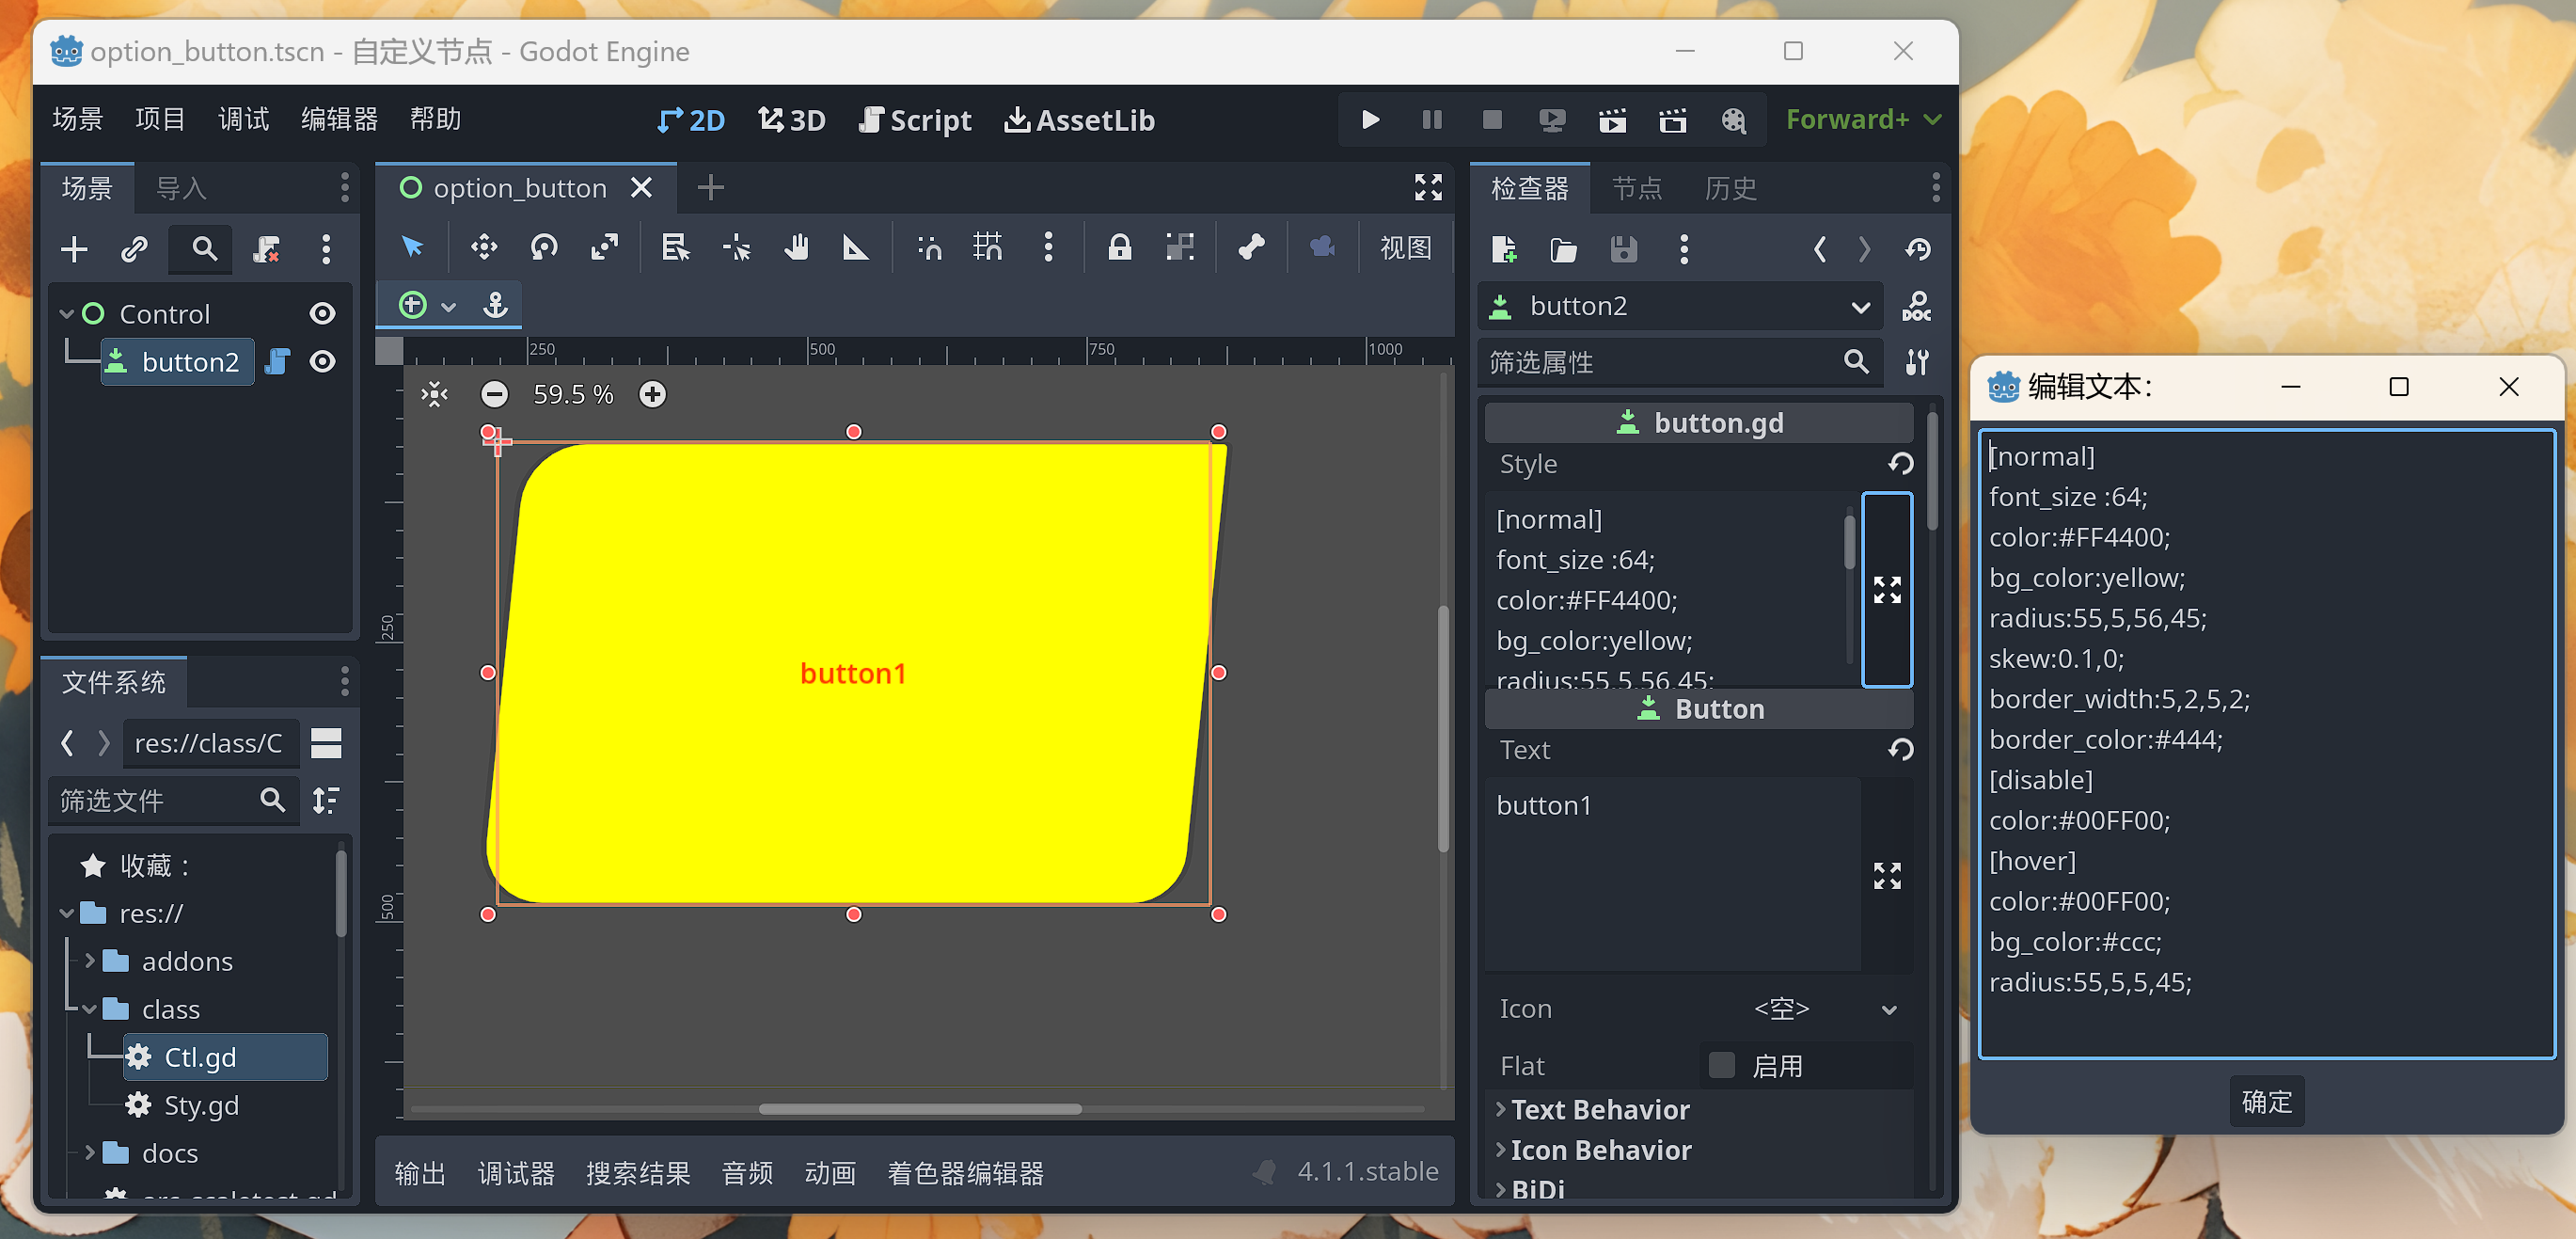 option_button.tscn - 自定义节点 - Godot Engine
场景 项目 调试 编辑器 帮助 2D 3D Script AssetLib Forward+
场景 导入
Control
button2
文件系统
res://class/C
筛选文件
收藏：
res://
addons
class
Ctl.gd
Sty.gd
docs
option_button
视图
250 500 750 1000
59.5 %
250
500
button1
输出 调试器 搜索结果 音频 动画 着色器编辑器 4.1.1.stable
检查器 节点 历史
button2
DOC
筛选属性
button.gd
Style
[normal]
font_size :64;
color:#FF4400;
bg_color:yellow;
radius:55,5,56,45;
Button
Text
button1
Icon <空>
Flat 启用
Text Behavior
Icon Behavior
BiDi
编辑文本：
[normal]
font_size :64;
color:#FF4400;
bg_color:yellow;
radius:55,5,56,45;
skew:0.1,0;
border_width:5,2,5,2;
border_color:#444;
[disable]
color:#00FF00;
[hover]
color:#00FF00;
bg_color:#ccc;
radius:55,5,5,45;
确定